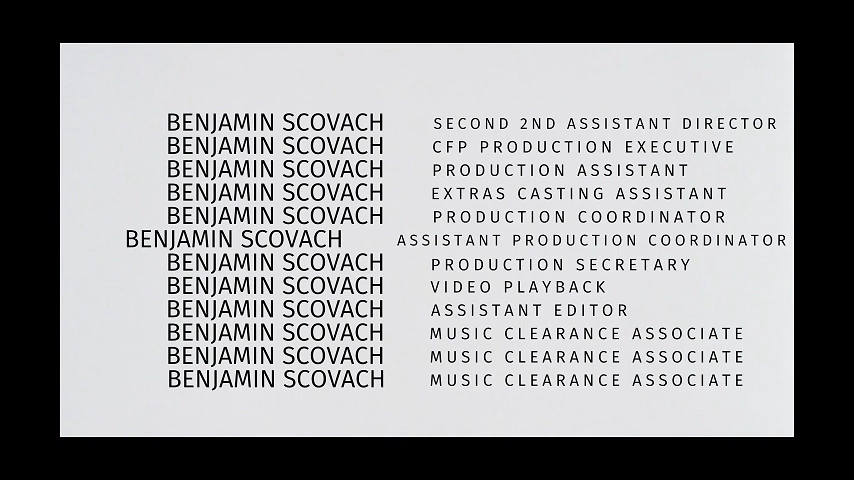 BENJAMIN SCOVACH SECOND 2ND ASSISTANT DIRECTOR
BENJAMIN SCOVACH CFP PRODUCTION EXECUTIVE
BENJAMIN SCOVACH PRODUCTION ASSISTANT
BENJAMIN SCOVACH EXTRAS CASTING ASSISTANT
BENJAMIN SCOVACH PRODUCTION COORDINATOR
BENJAMIN SCOVACH ASSISTANT PRODUCTION COORDINATOR
BENJAMIN SCOVACH PRODUCTION SECRETARY
BENJAMIN SCOVACH VIDEO PLAYBACK
BENJAMIN SCOVACH ASSISTANT EDITOR
BENJAMIN SCOVACH MUSIC CLEARANCE ASSOCIATE
BENJAMIN SCOVACH MUSIC CLEARANCE ASSOCIATE
BENJAMIN SCOVACH MUSIC CLEARANCE ASSOCIATE